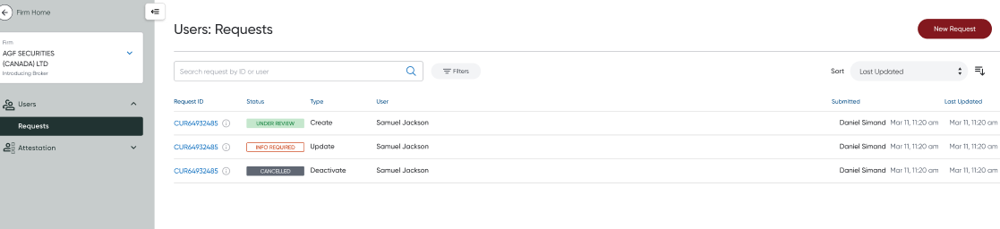 Firm Home
Firm
AGF SECURITIES
(CANADA) LTD
Introducing Broker
Users
Requests
Attestation
Users: Requests
New Request
Search request by ID or user
Filters
Sort
Last Updated
Request ID Status Type User Submitted Last Updated
CUR64932485 UNDER REVIEW Create Samuel Jackson Daniel Simand Mar 11, 11:20 am Mar 11, 11:20 am
CUR64932485 INFO REQUIRED Update Samuel Jackson Daniel Simand Mar 11, 11:20 am Mar 11, 11:20 am
CUR64932485 CANCELLED Deactivate Samuel Jackson Daniel Simand Mar 11, 11:20 am Mar 11, 11:20 am